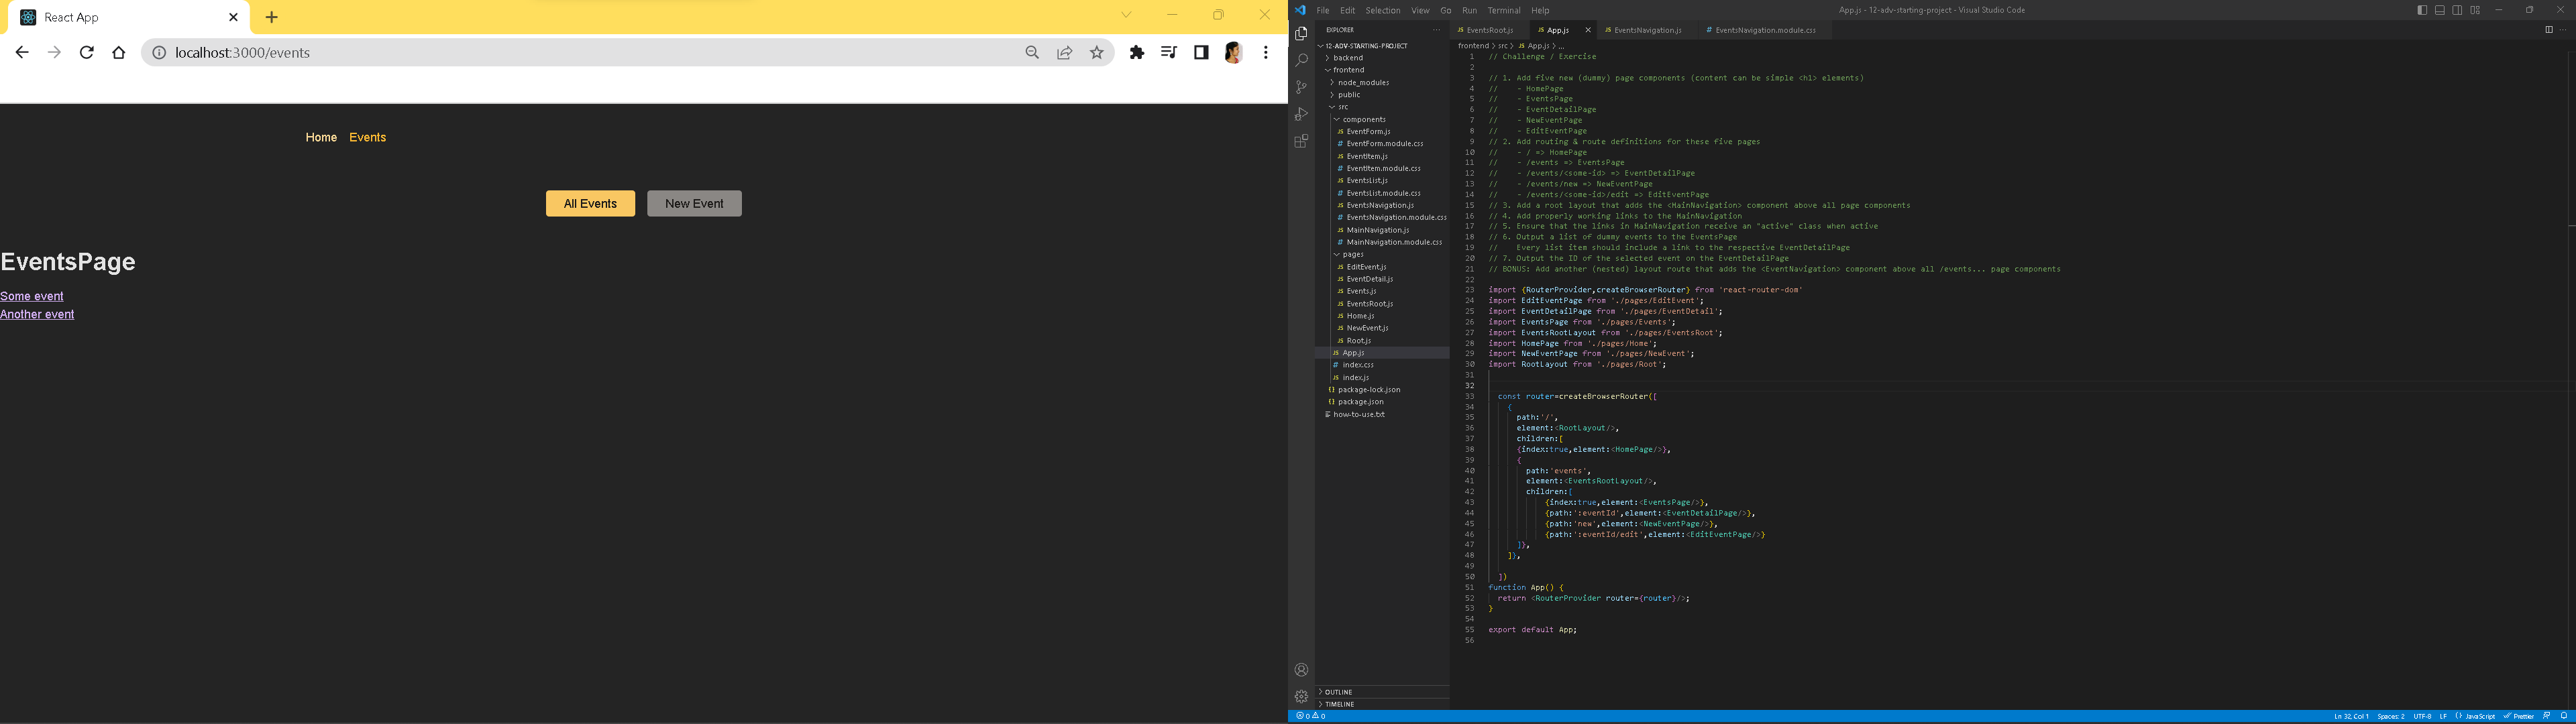 React App
localhost:3000/events
Home Events
All Events New Event
EventsPage
Some event
Another event
File Edit Selection View Go Run Terminal Help
App.js - 12-adv-starting-project - Visual Studio Code
EXPLORER
12-ADV-STARTING-PROJECT
backend
frontend
node_modules
public
src
components
JS EventForm.js
# EventForm.module.css
JS EventItem.js
# EventItem.module.css
JS EventsList.js
# EventsList.module.css
JS EventsNavigation.js
# EventsNavigation.module.css
JS MainNavigation.js
# MainNavigation.module.css
pages
JS EditEvent.js
JS EventDetail.js
JS Events.js
JS EventsRoot.js
JS Home.js
JS NewEvent.js
JS Root.js
JS App.js
# index.css
JS index.js
{} package-lock.json
{} package.json
how-to-use.txt
OUTLINE
TIMELINE
JS EventsRoot.js JS App.js JS EventsNavigation.js # EventsNavigation.module.css
frontend > src > JS App.js > ...
1 // Challenge / Exercise
2
3 // 1. Add five new (dummy) page components (content can be simple <h1> elements)
4 //    - HomePage
5 //    - EventsPage
6 //    - EventDetailPage
7 //    - NewEventPage
8 //    - EditEventPage
9 // 2. Add routing & route definitions for these five pages
10 //    - / => HomePage
11 //    - /events => EventsPage
12 //    - /events/<some-id> => EventDetailPage
13 //    - /events/new => NewEventPage
14 //    - /events/<some-id>/edit => EditEventPage
15 // 3. Add a root layout that adds the <MainNavigation> component above all page components
16 // 4. Add properly working links to the MainNavigation
17 // 5. Ensure that the links in MainNavigation receive an "active" class when active
18 // 6. Output a list of dummy events to the EventsPage
19 //    Every list item should include a link to the respective EventDetailPage
20 // 7. Output the ID of the selected event on the EventDetailPage
21 // BONUS: Add another (nested) layout route that adds the <EventNavigation> component above all /events... page components
22
23 import {RouterProvider,createBrowserRouter} from 'react-router-dom'
24 import EditEventPage from './pages/EditEvent';
25 import EventDetailPage from './pages/EventDetail';
26 import EventsPage from './pages/Events';
27 import EventsRootLayout from './pages/EventsRoot';
28 import HomePage from './pages/Home';
29 import NewEventPage from './pages/NewEvent';
30 import RootLayout from './pages/Root';
31
32
33 const router=createBrowserRouter([
34 {
35 path:'/',
36 element:<RootLayout/>,
37 children:[
38 {index:true,element:<HomePage/>},
39 {
40 path:'events',
41 element:<EventsRootLayout/>,
42 children:[
43 {index:true,element:<EventsPage/>},
44 {path:':eventId',element:<EventDetailPage/>},
45 {path:'new',element:<NewEventPage/>},
46 {path:':eventId/edit',element:<EditEventPage/>}
47 ]},
48 ]},
49
50 ])
51 function App() {
52 return <RouterProvider router={router}/>;
53 }
54
55 export default App;
56
0 0
Ln 32, Col 1 Spaces: 2 UTF-8 LF {} JavaScript Prettier